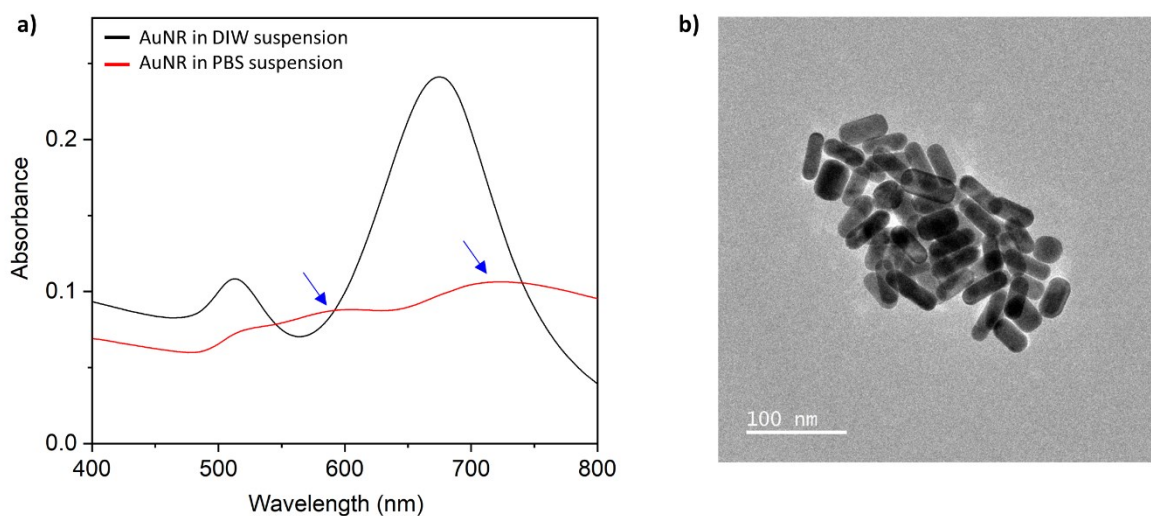 a)
AuNR in DIW suspension
AuNR in PBS suspension
0.2
0.1
0.0
Absorbance
400 500 600 700 800
Wavelength (nm)
b)
100 nm